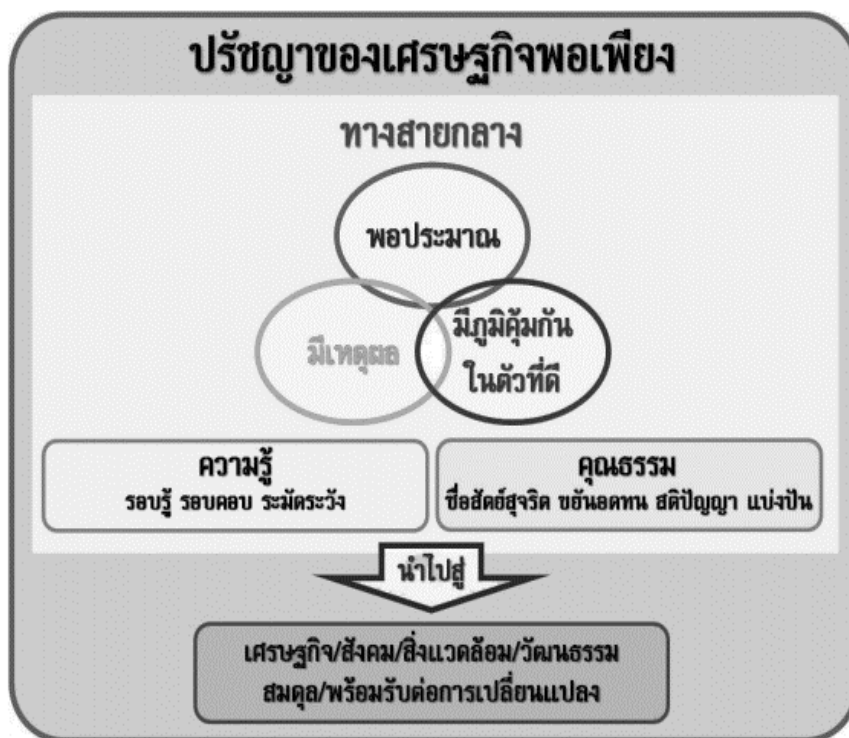 ปรัชญาของเศรษฐกิจพอเพียง
ทางสายกลาง
พอประมาณ
มีเหตุผล
มีภูมิคุ้มกัน
ในตัวที่ดี
ความรู้
รอบรู้ รอบคอบ ระมัดระวัง
คุณธรรม
ซื่อสัตย์สุจริต ขยันอดทน สติปัญญา แบ่งปัน
นำไปสู่
เศรษฐกิจ/สังคม/สิ่งแวดล้อม/วัฒนธรรม
สมดุล/พร้อมรับต่อการเปลี่ยนแปลง